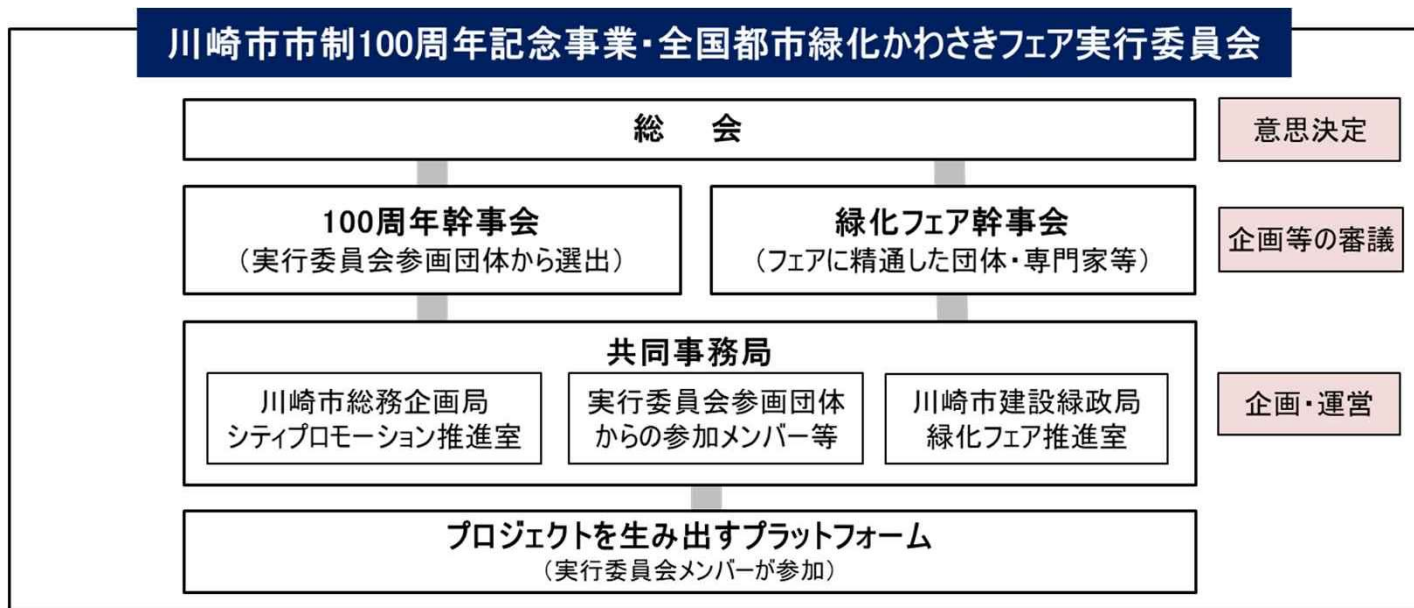 川崎市市制100周年記念事業・全国都市緑化かわさきフェア実行委員会
総　会
意思決定
100周年幹事会
（実行委員会参画団体から選出）
緑化フェア幹事会
（フェアに精通した団体・専門家等）
企画等の審議
共同事務局
川崎市総務企画局
シティプロモーション推進室
実行委員会参画団体
からの参加メンバー等
川崎市建設緑政局
緑化フェア推進室
企画・運営
プロジェクトを生み出すプラットフォーム
（実行委員会メンバーが参加）